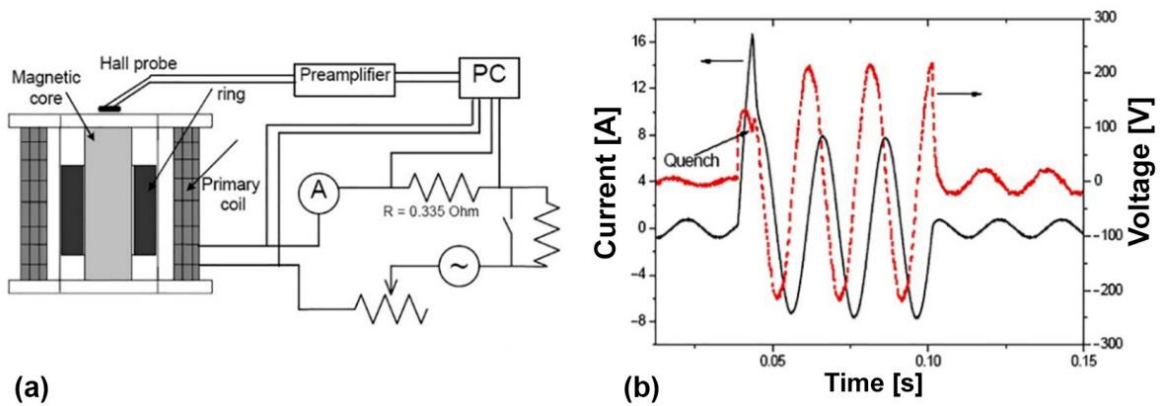 Hall probe
Magnetic
core
ring
Preamplifier
PC
Primary
coil
A
R = 0.335 Ohm
~
(a)
Current [A]
16
12
8
4
0
-4
-8
Quench
300
200
100
0
-100
-200
-300
Voltage [V]
0.05
0.10
0.15
Time [s]
(b)